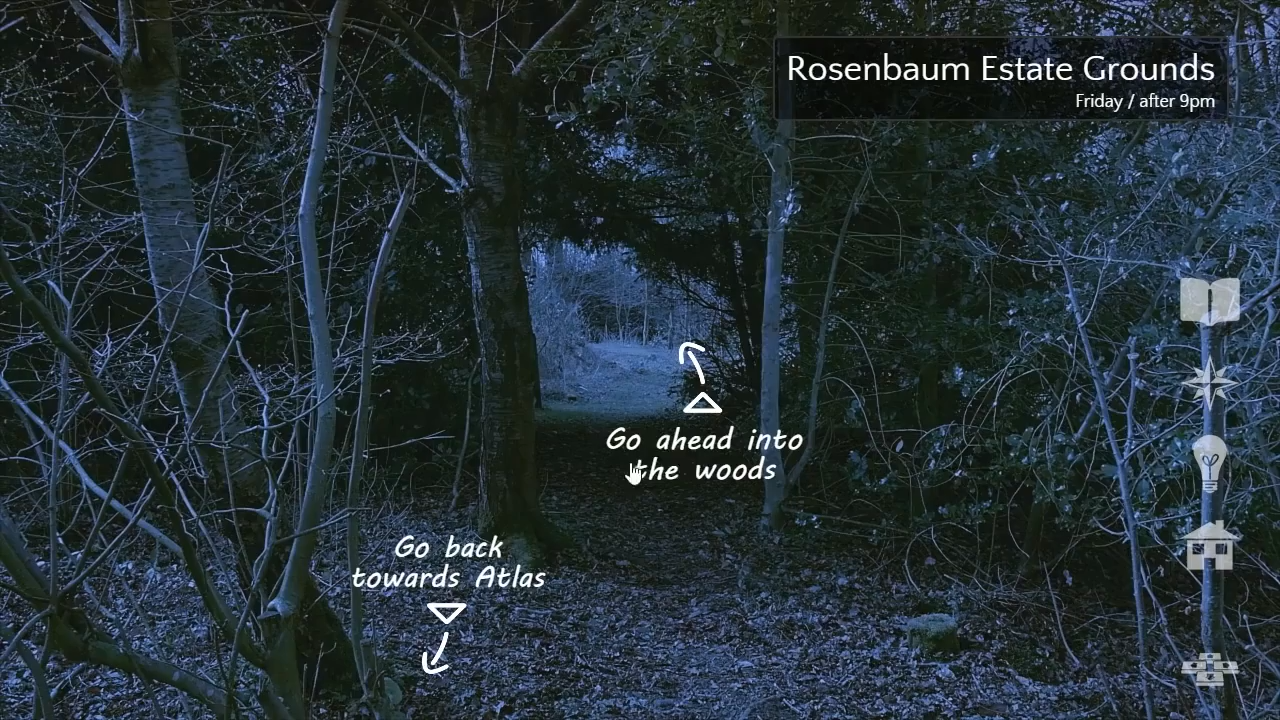 Rosenbaum Estate Grounds
Friday / after 9pm
Go ahead into
the woods
Go back
towards Atlas